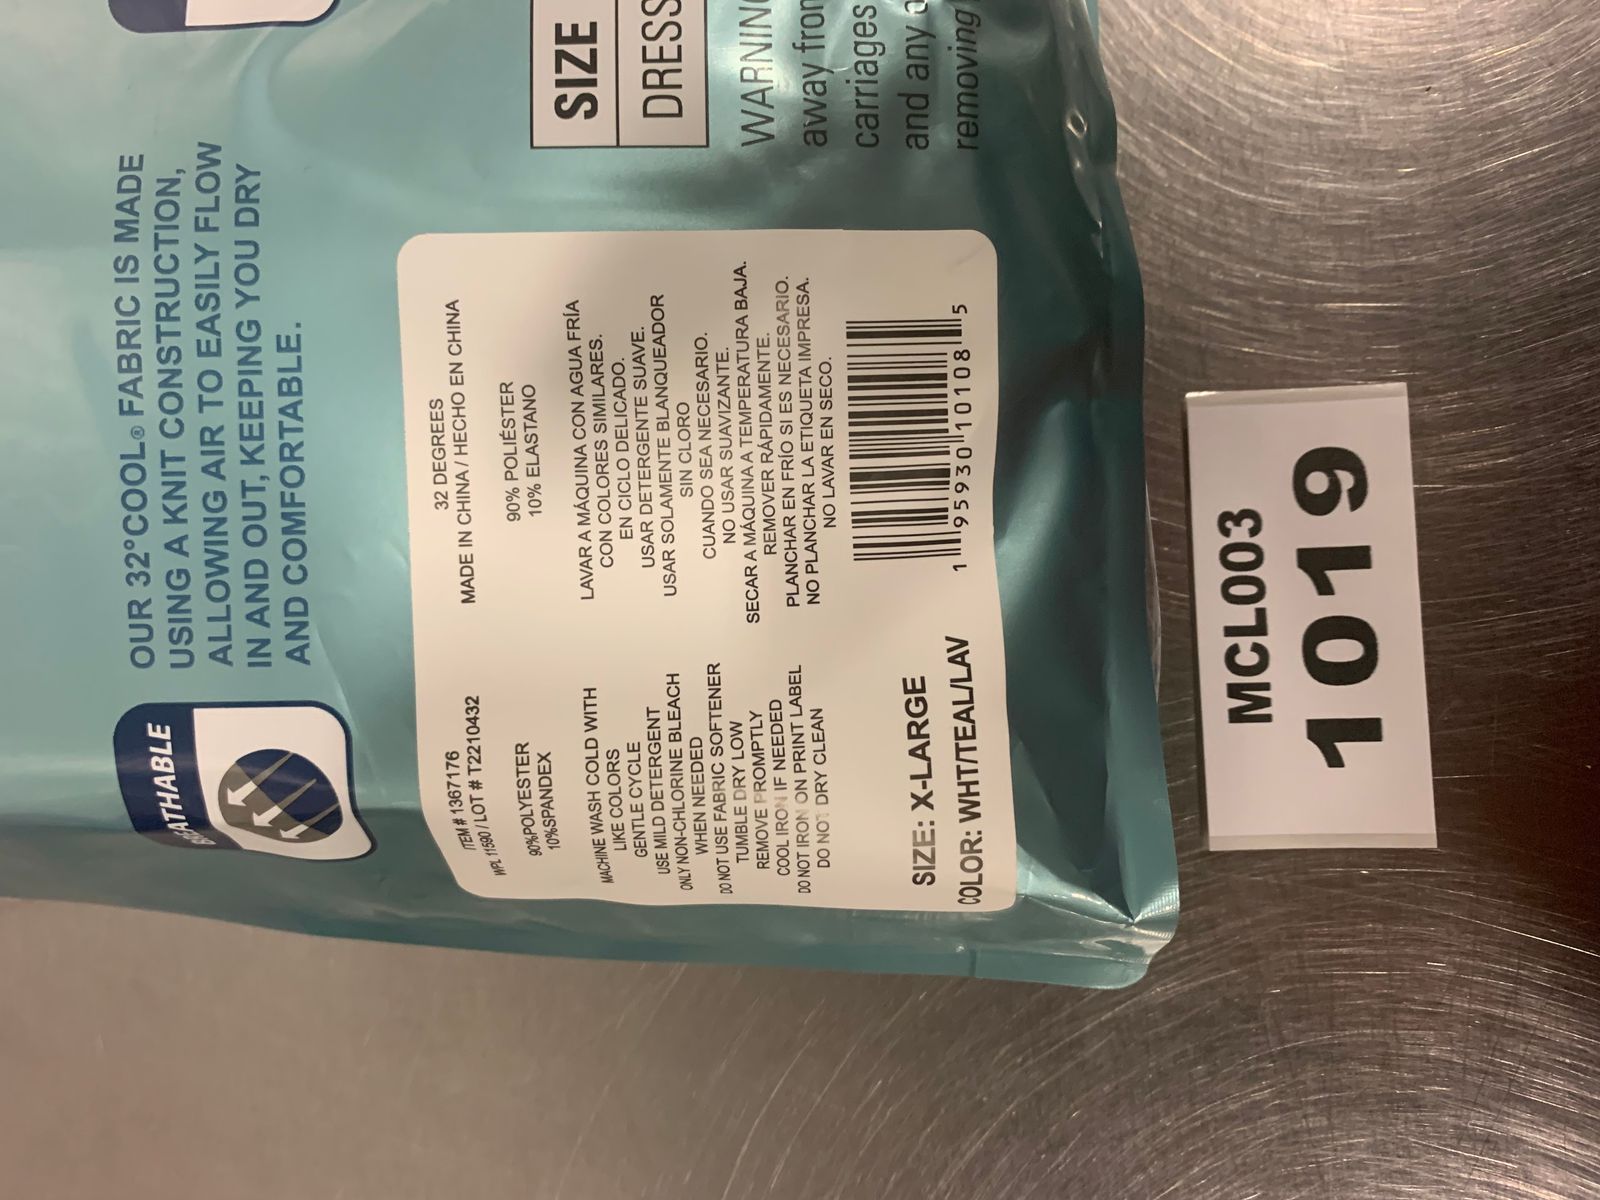 OUR 32°COOL® FABRIC IS MADE
USING A KNIT CONSTRUCTION,
ALLOWING AIR TO EASILY FLOW
IN AND OUT, KEEPING YOU DRY
AND COMFORTABLE.
SIZE
DRESS
WARNING
away from
carriages
and any
removing
ITEM # 1367176
WPL 11590 / LOT # T2210432
90%POLYESTER
10%SPANDEX
MACHINE WASH COLD WITH
LIKE COLORS
GENTLE CYCLE
USE MILD DETERGENT
ONLY NON-CHLORINE BLEACH
WHEN NEEDED
DO NOT USE FABRIC SOFTENER
TUMBLE DRY LOW
REMOVE PROMPTLY
COOL IRON IF NEEDED
DO NOT IRON ON PRINT LABEL
DO NOT DRY CLEAN
32 DEGREES
MADE IN CHINA / HECHO EN CHINA
90% POLIÉSTER
10% ELASTANO
LAVAR A MÁQUINA CON AGUA FRÍA
CON COLORES SIMILARES.
EN CICLO DELICADO.
USAR DETERGENTE SUAVE.
USAR SOLAMENTE BLANQUEADOR
SIN CLORO
CUANDO SEA NECESARIO.
NO USAR SUAVIZANTE.
SECAR A MÁQUINA A TEMPERATURA BAJA.
REMOVER RÁPIDAMENTE.
PLANCHAR EN FRÍO SI ES NECESARIO.
NO PLANCHAR LA ETIQUETA IMPRESA.
NO LAVAR EN SECO.
SIZE: X-LARGE
COLOR: WHT/TEAL/LAV
1 95930 10108 5
MCL003
1019